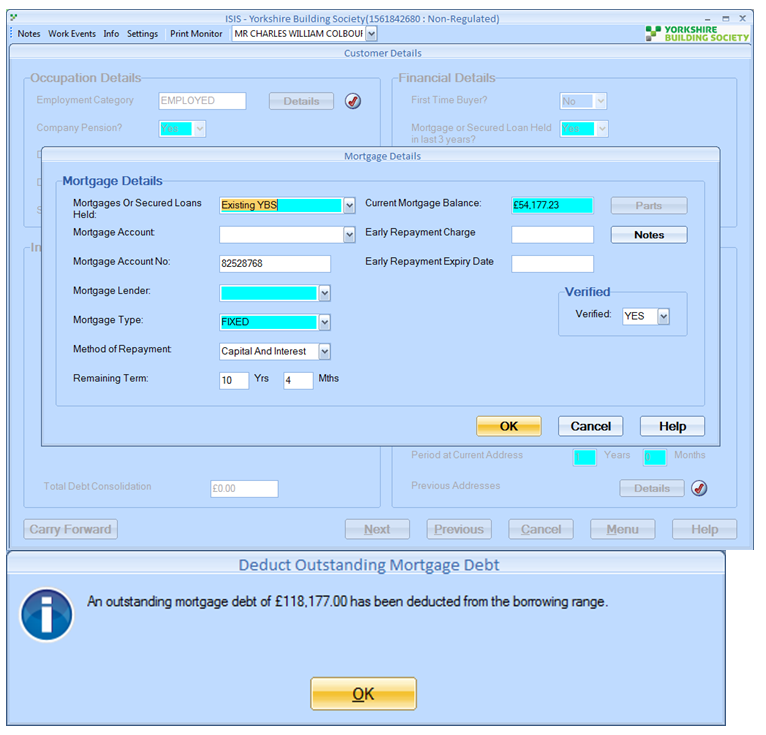 ISIS - Yorkshire Building Society(1561842680 : Non-Regulated)
Notes Work Events Info Settings Print Monitor MR CHARLES WILLIAM COLBOUR
YORKSHIRE
BUILDING SOCIETY
Customer Details
Occupation Details
Financial Details
Employment Category EMPLOYED Details
First Time Buyer? No
Company Pension? Yes
Mortgage or Secured Loan Held
in last 3 years? Yes
Mortgage Details
Mortgage Details
Mortgages Or Secured Loans
Held: Existing YBS
Current Mortgage Balance: £54,177.23 Parts
Mortgage Account:
Early Repayment Charge Notes
Mortgage Account No: 82528768
Early Repayment Expiry Date
Mortgage Lender:
Verified
Mortgage Type: FIXED
Verified: YES
Method of Repayment: Capital And Interest
Remaining Term: 10 Yrs 4 Mths
OK Cancel Help
Period at Current Address Years Months
Total Debt Consolidation £0.00
Previous Addresses Details
Carry Forward Next Previous Cancel Menu Help
Deduct Outstanding Mortgage Debt
An outstanding mortgage debt of £118,177.00 has been deducted from the borrowing range.
OK